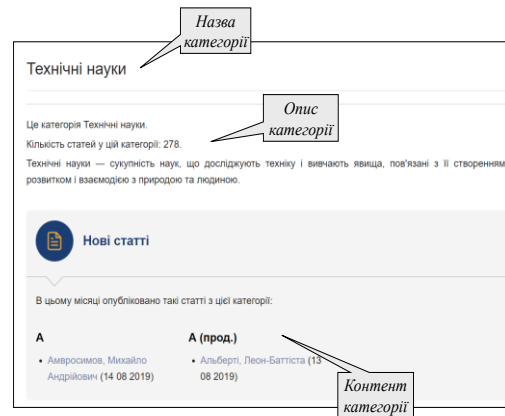 Назва
категорії
Технічні науки
Опис
категорії
Це категорія Технічні науки.
Кількість статей у цій категорії: 278.
Технічні науки — сукупність наук, що досліджують техніку і вивчають явища, пов'язані з її створенням
розвитком і взаємодією з природою та людиною.
Нові статті
В цьому місяці опубліковано такі статті з цієї категорії:
А
• Амвросимов, Михайло
Андрійович (14 08 2019)
А (прод.)
• Альберті, Леон-Баттіста (13
08 2019)
Контент
категорії